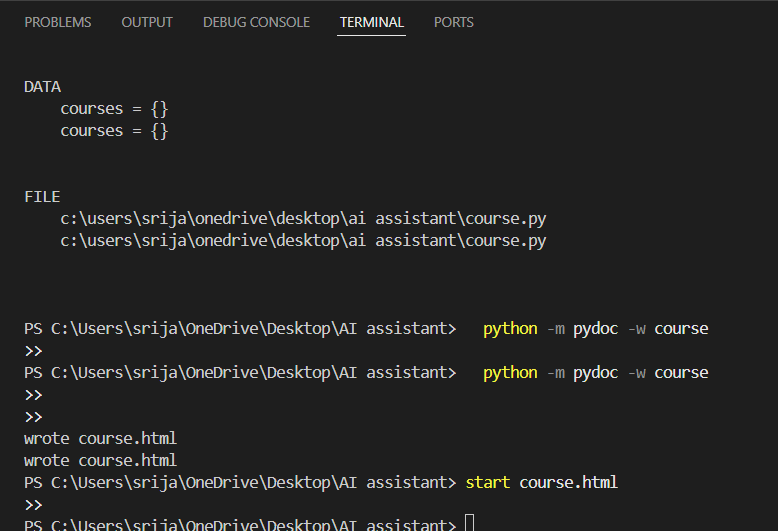 PROBLEMS OUTPUT DEBUG CONSOLE TERMINAL PORTS
DATA
courses = {}
courses = {}
FILE
c:\users\srija\onedrive\desktop\ai assistant\course.py
c:\users\srija\onedrive\desktop\ai assistant\course.py
PS C:\Users\srija\OneDrive\Desktop\AI assistant> python -m pydoc -w course
>>
PS C:\Users\srija\OneDrive\Desktop\AI assistant> python -m pydoc -w course
>>
>>
wrote course.html
wrote course.html
PS C:\Users\srija\OneDrive\Desktop\AI assistant> start course.html
>>
PS C:\Users\srija\OneDrive\Desktop\AI assistant>